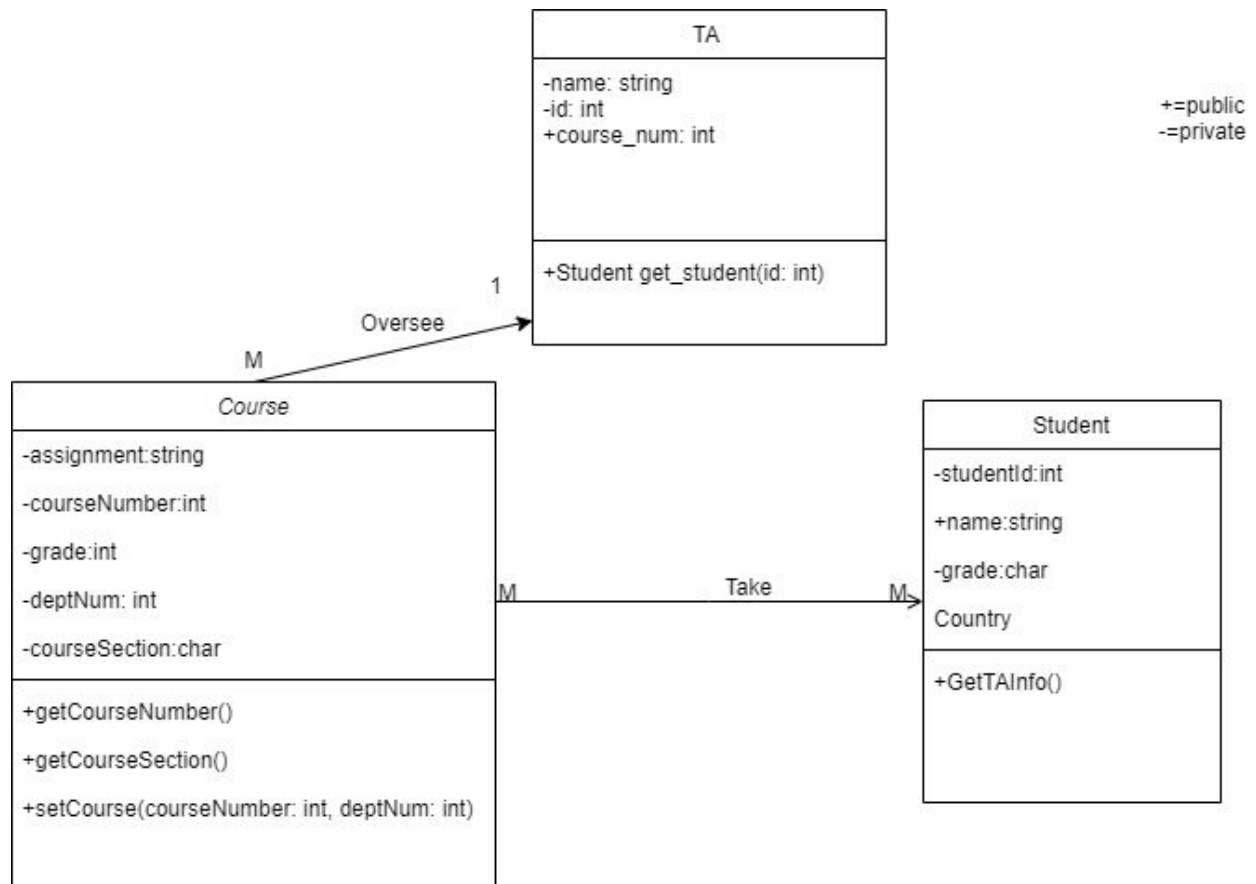 TA
-name: string
-id: int
+course_num: int
+Student get_student(id: int)
+=public
-=private
1
Oversee
M
Course
-assignment:string
-courseNumber:int
-grade:int
-deptNum: int
-courseSection:char
+getCourseNumber()
+getCourseSection()
+setCourse(courseNumber: int, deptNum: int)
M
Take
M
Student
-studentId:int
+name:string
-grade:char
Country
+GetTAInfo()